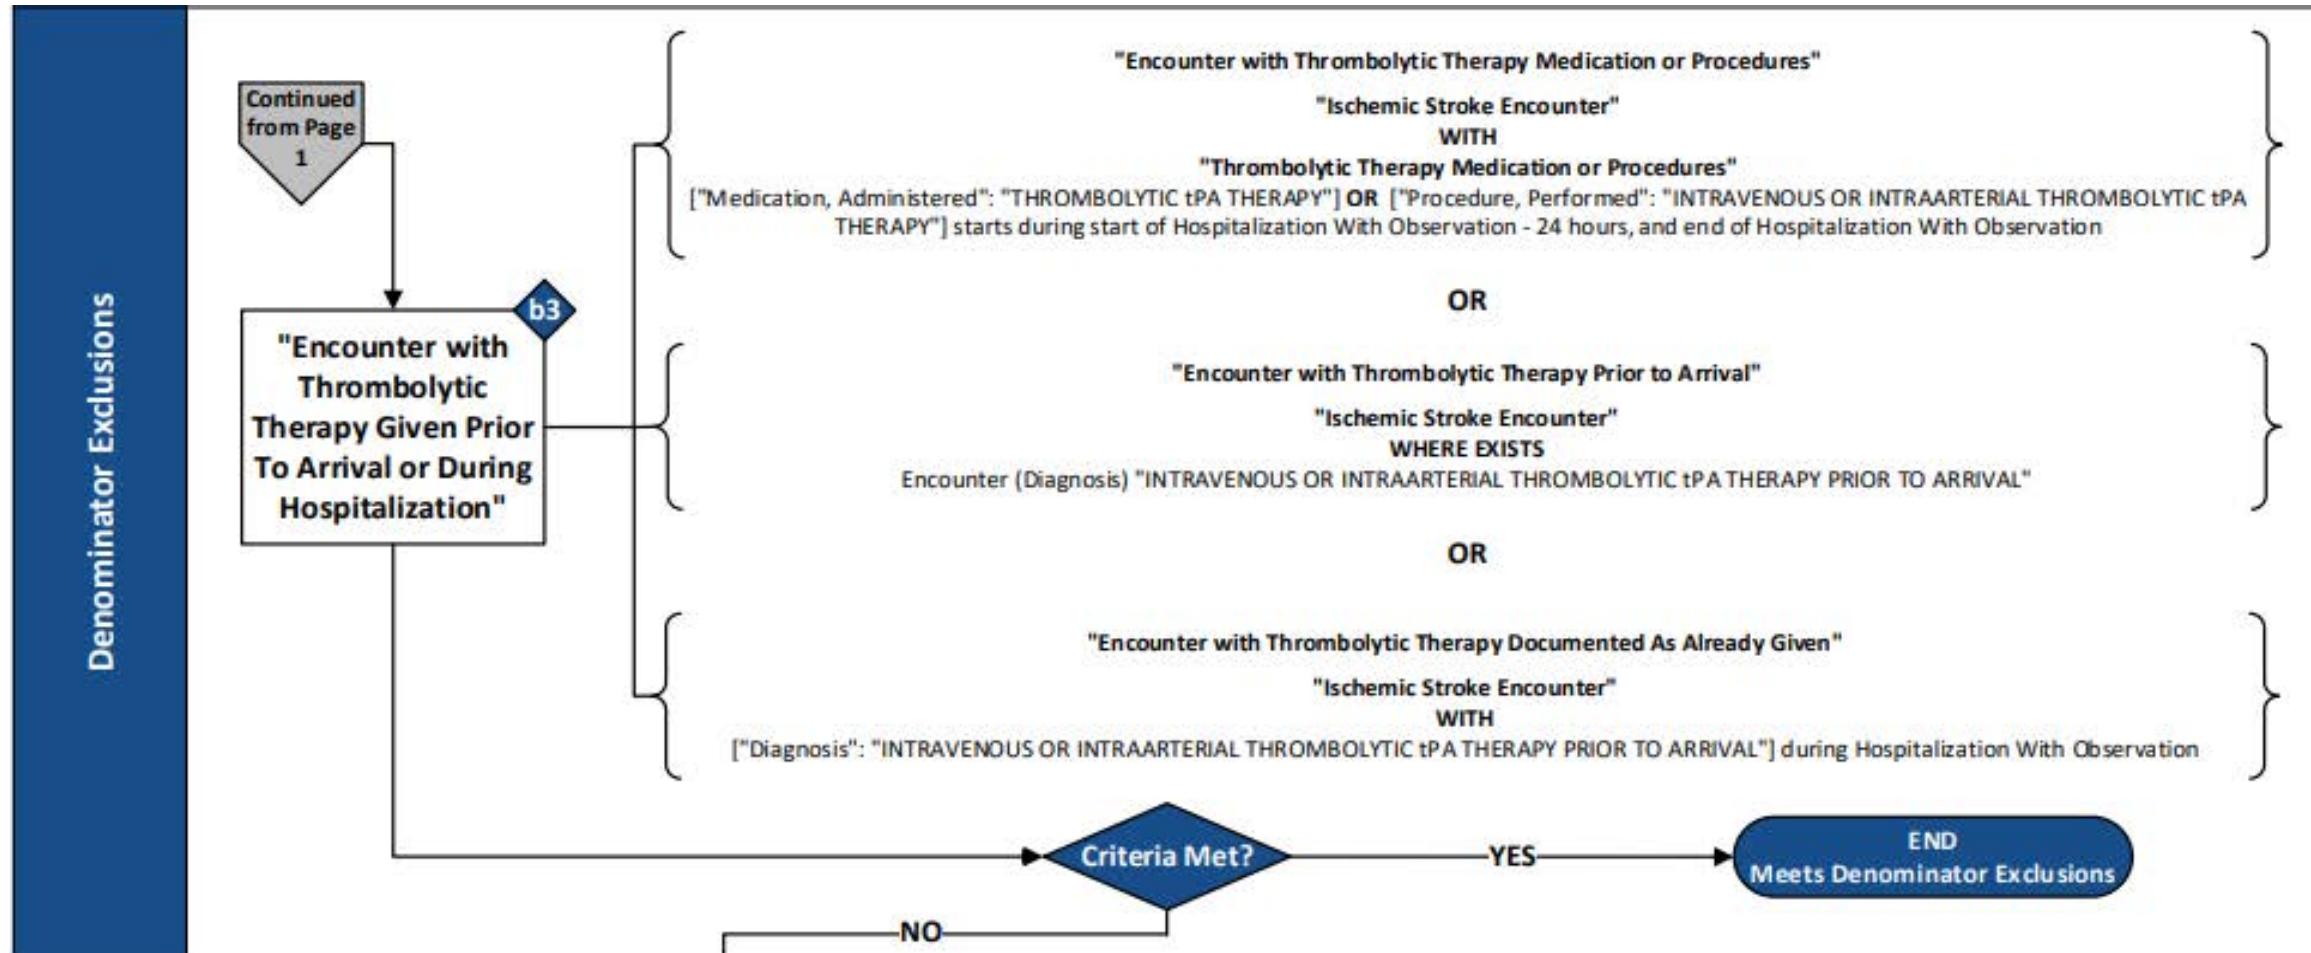 Denominator Exclusions
Continued
from Page
1
b3
"Encounter with
Thrombolytic
Therapy Given Prior
To Arrival or During
Hospitalization"
"Encounter with Thrombolytic Therapy Medication or Procedures"
"Ischemic Stroke Encounter"
WITH
"Thrombolytic Therapy Medication or Procedures"
["Medication, Administered": "THROMBOLYTIC tPA THERAPY"] OR ["Procedure, Performed": "INTRAVENOUS OR INTRAARTERIAL THROMBOLYTIC tPA
THERAPY"] starts during start of Hospitalization With Observation - 24 hours, and end of Hospitalization With Observation
OR
"Encounter with Thrombolytic Therapy Prior to Arrival"
"Ischemic Stroke Encounter"
WHERE EXISTS
Encounter (Diagnosis) "INTRAVENOUS OR INTRAARTERIAL THROMBOLYTIC tPA THERAPY PRIOR TO ARRIVAL"
OR
"Encounter with Thrombolytic Therapy Documented As Already Given"
"Ischemic Stroke Encounter"
WITH
["Diagnosis": "INTRAVENOUS OR INTRAARTERIAL THROMBOLYTIC tPA THERAPY PRIOR TO ARRIVAL"] during Hospitalization With Observation
Criteria Met?
YES
END
Meets Denominator Exclusions
NO